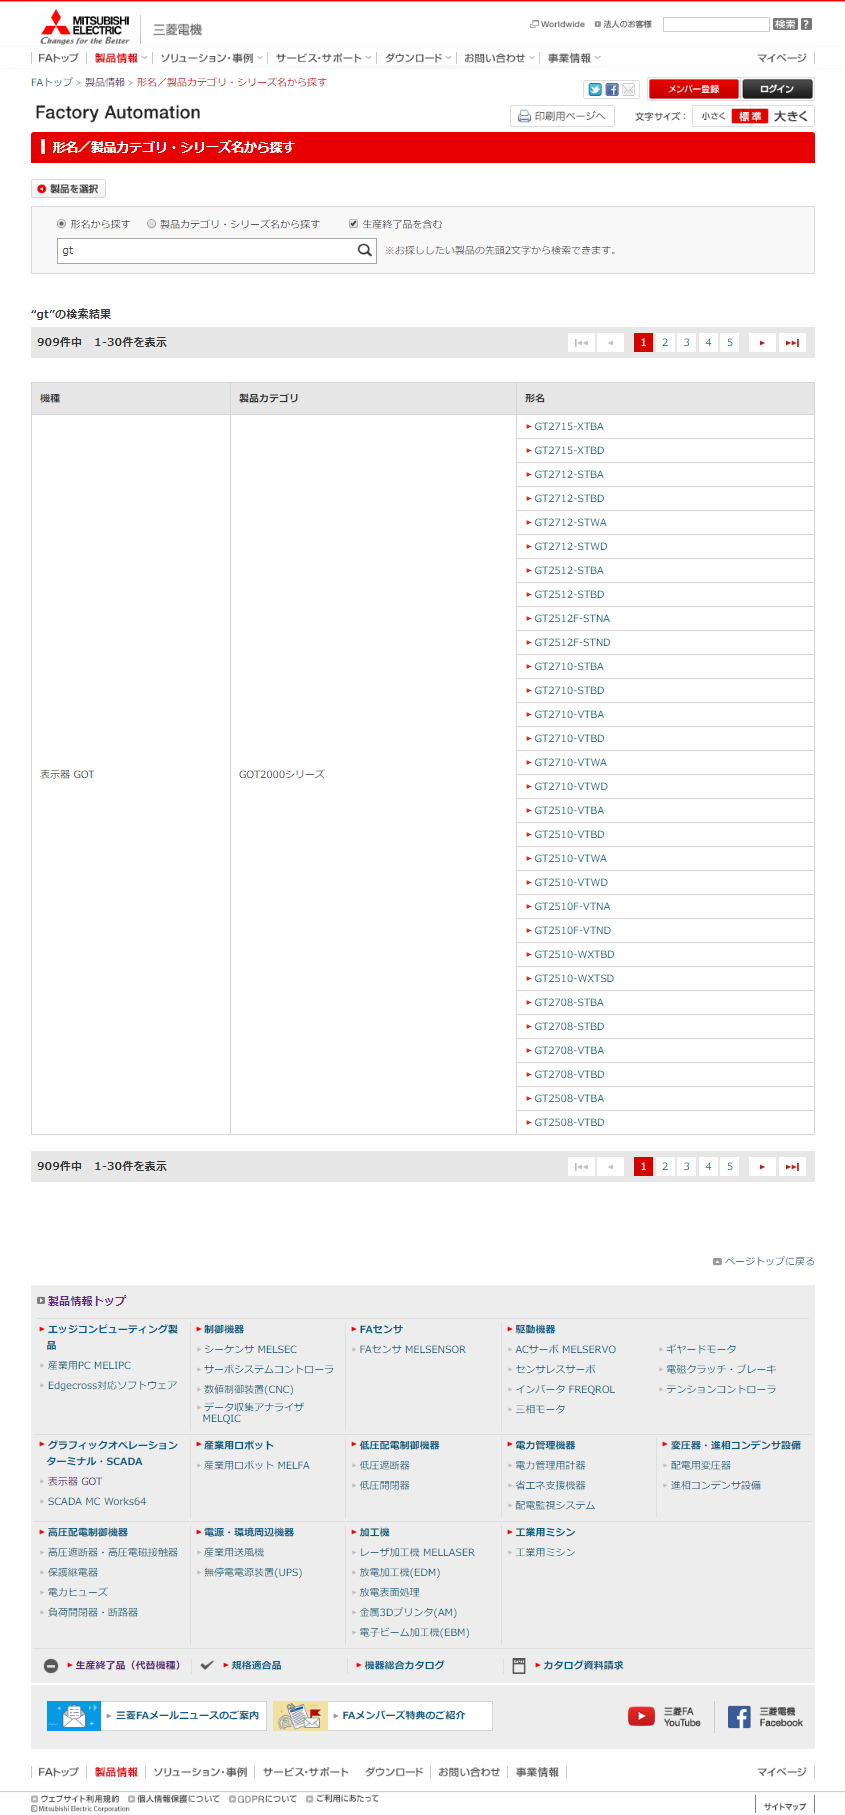 MITSUBISHI
ELECTRIC
Changes for the Better
三菱電機
Worldwide 法人のお客様 検索 ?
FAトップ 製品情報 ソリューション・事例 サービス・サポート ダウンロード お問い合わせ 事業情報 マイページ
FAトップ > 製品情報 > 形名／製品カテゴリ・シリーズ名から探す
メンバー登録 ログイン
Factory Automation
印刷用ページへ 文字サイズ： 小さく 標準 大きく
形名／製品カテゴリ・シリーズ名から探す
製品を選択
形名から探す 製品カテゴリ・シリーズ名から探す 生産終了品を含む
gt ※お探ししたい製品の先頭2文字から検索できます。
“gt”の検索結果
909件中 1-30件を表示 1 2 3 4 5
機種 製品カテゴリ 形名
GT2715-XTBA
GT2715-XTBD
GT2712-STBA
GT2712-STBD
GT2712-STWA
GT2712-STWD
GT2512-STBA
GT2512-STBD
GT2512F-STNA
GT2512F-STND
GT2710-STBA
GT2710-STBD
GT2710-VTBA
GT2710-VTBD
GT2710-VTWA
表示器 GOT GOT2000シリーズ
GT2710-VTWD
GT2510-VTBA
GT2510-VTBD
GT2510-VTWA
GT2510-VTWD
GT2510F-VTNA
GT2510F-VTND
GT2510-WXTBD
GT2510-WXTSD
GT2708-STBA
GT2708-STBD
GT2708-VTBA
GT2708-VTBD
GT2508-VTBA
GT2508-VTBD
909件中 1-30件を表示 1 2 3 4 5
ページトップに戻る
製品情報トップ
エッジコンピューティング製品
産業用PC MELIPC
Edgecross対応ソフトウェア
制御機器
シーケンサ MELSEC
サーボシステムコントローラ
数値制御装置(CNC)
データ収集アナライザ
MELQIC
FAセンサ
FAセンサ MELSENSOR
駆動機器
ACサーボ MELSERVO
センサレスサーボ
インバータ FREQROL
三相モータ
ギヤードモータ
電磁クラッチ・ブレーキ
テンションコントローラ
グラフィックオペレーション
ターミナル・SCADA
表示器 GOT
SCADA MC Works64
産業用ロボット
産業用ロボット MELFA
低圧配電制御機器
低圧遮断器
低圧開閉器
電力管理機器
電力管理用計器
省エネ支援機器
配電監視システム
変圧器・進相コンデンサ設備
配電用変圧器
進相コンデンサ設備
高圧配電制御機器
高圧遮断器・高圧電磁接触器
保護継電器
電力ヒューズ
負荷開閉器・断路器
電源・環境周辺機器
産業用送風機
無停電電源装置(UPS)
加工機
レーザ加工機 MELLASER
放電加工機(EDM)
放電表面処理
金属3Dプリンタ(AM)
電子ビーム加工機(EBM)
工業用ミシン
工業用ミシン
生産終了品（代替機種） 規格適合品 機器総合カタログ カタログ資料請求
三菱FAメールニュースのご案内 FAメンバーズ特典のご紹介
三菱FA
YouTube
三菱電機
Facebook
FAトップ 製品情報 ソリューション・事例 サービス・サポート ダウンロード お問い合わせ 事業情報 マイページ
ウェブサイト利用規約 個人情報保護について GDPRについて ご利用にあたって
©Mitsubishi Electric Corporation
サイトマップ